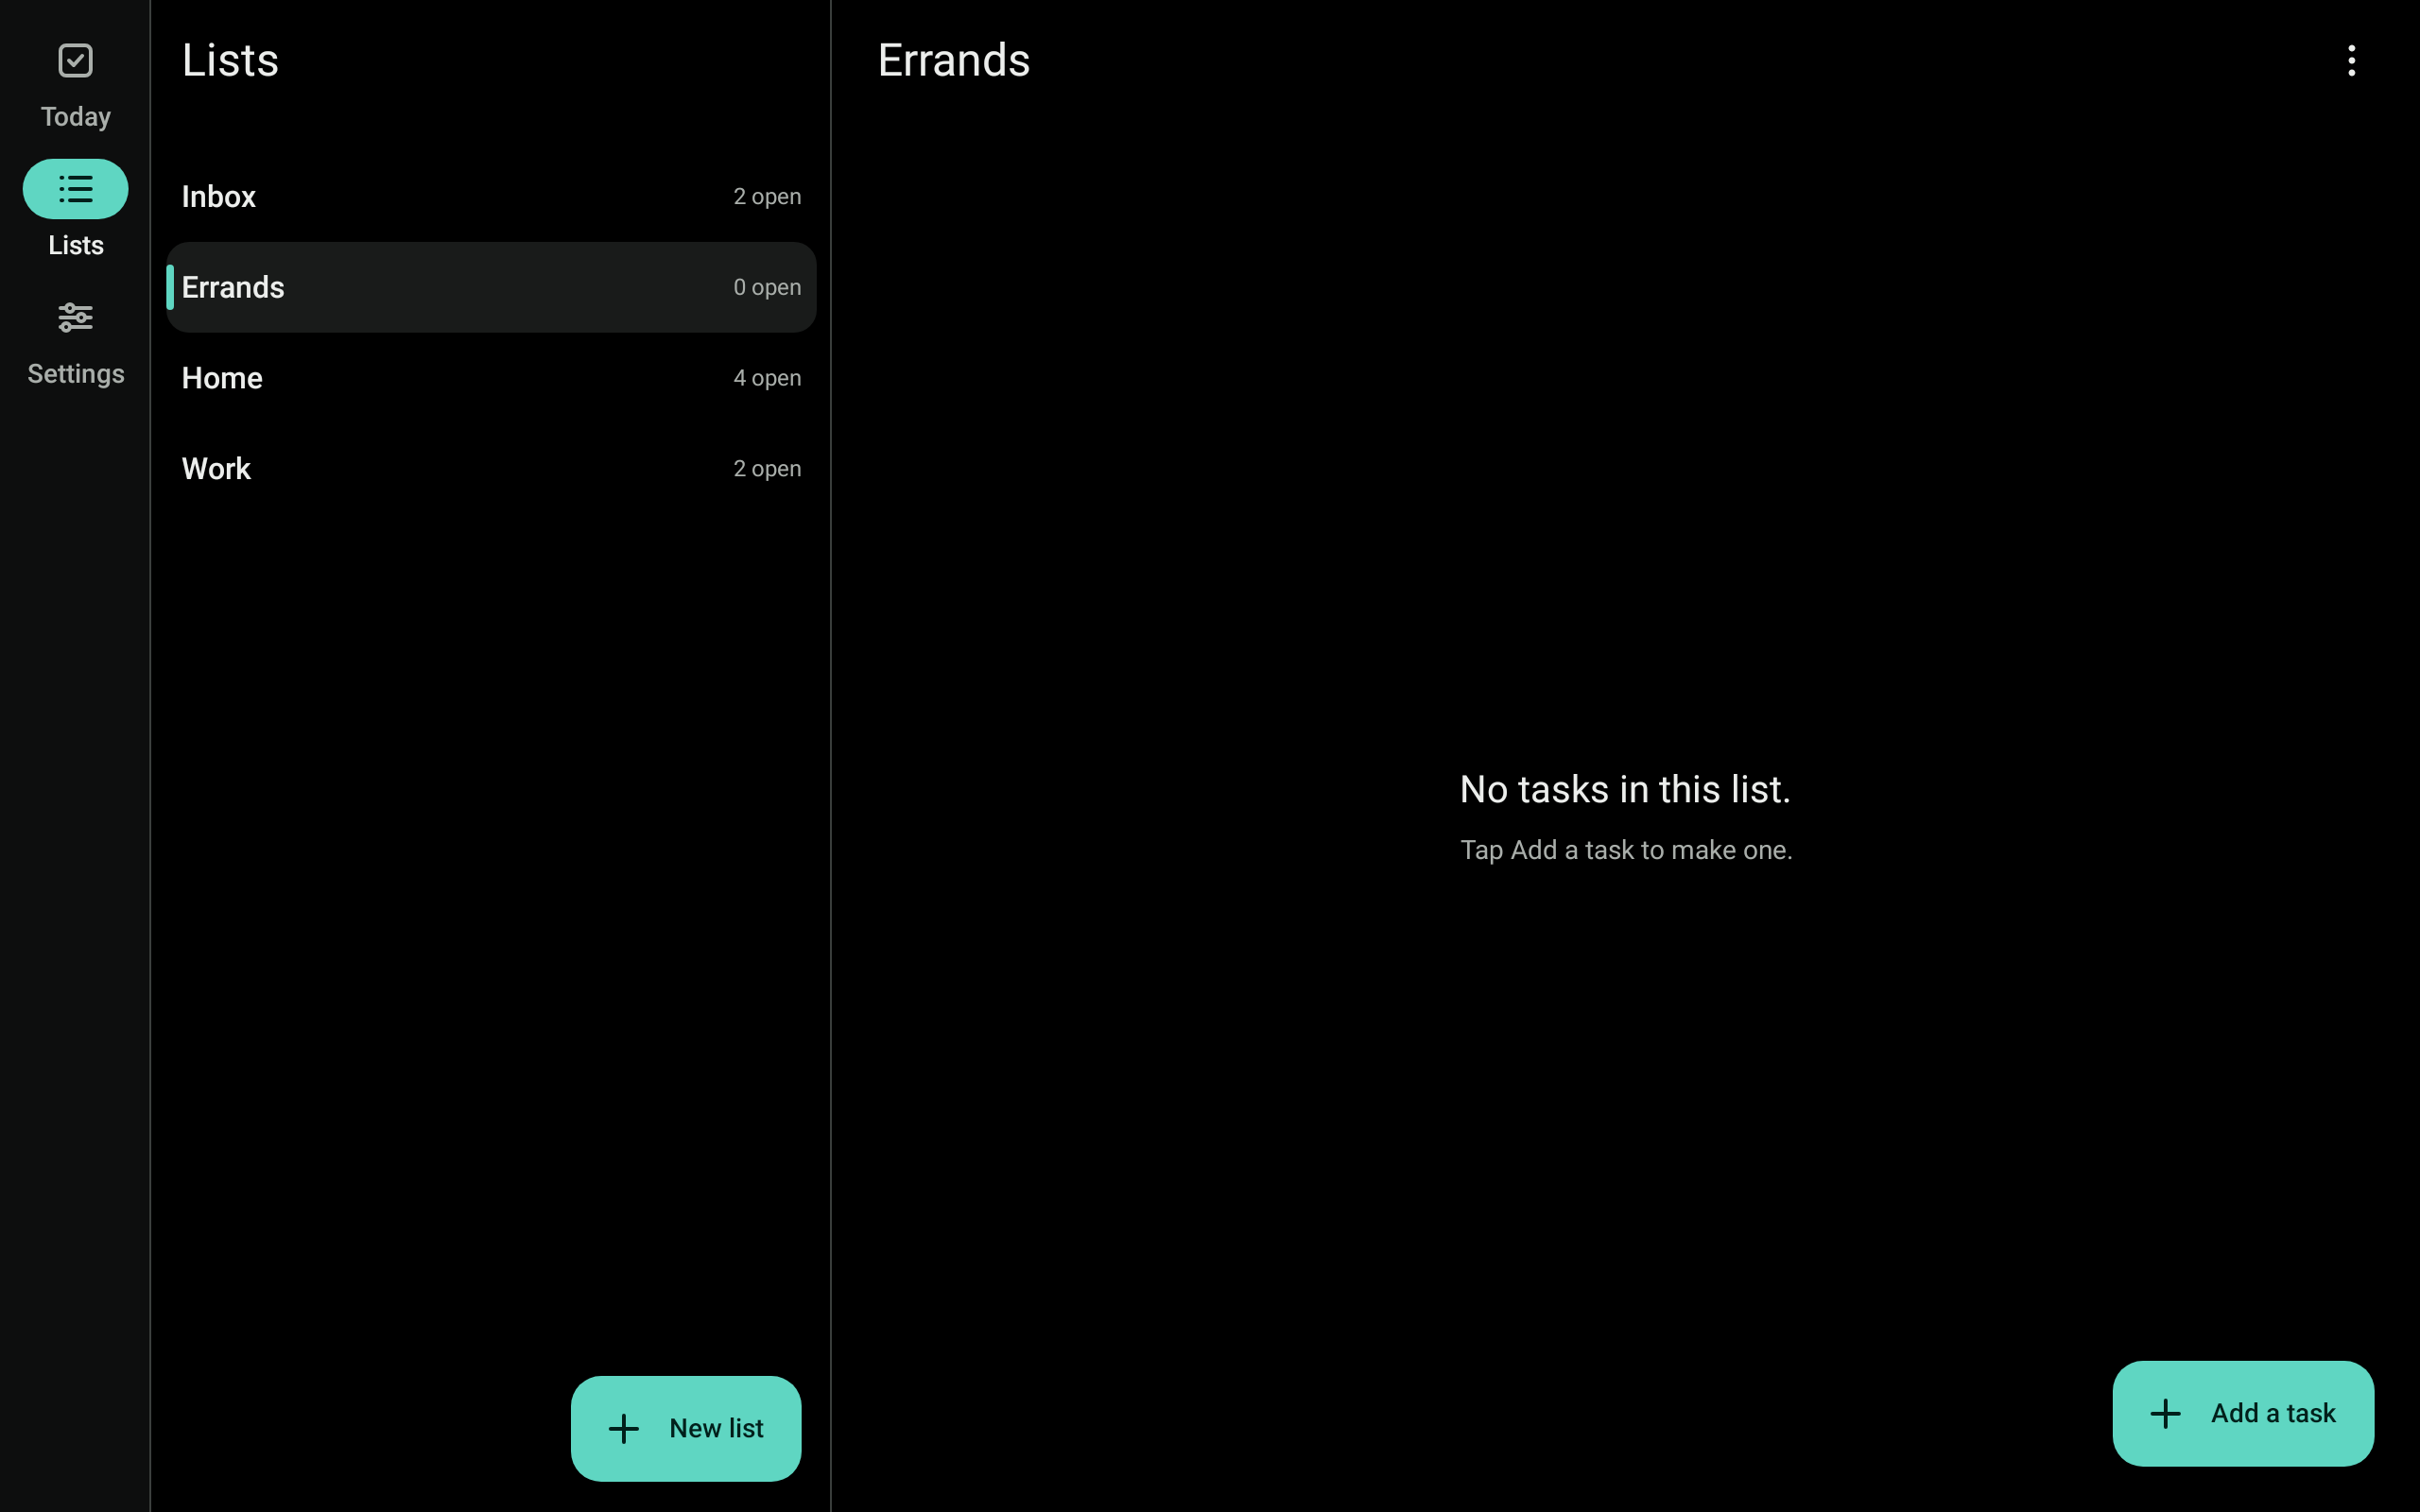 Today
Lists
Settings
Lists
Inbox
2 open
Errands
0 open
Home
4 open
Work
2 open
New list
Errands
No tasks in this list.
Tap Add a task to make one.
Add a task